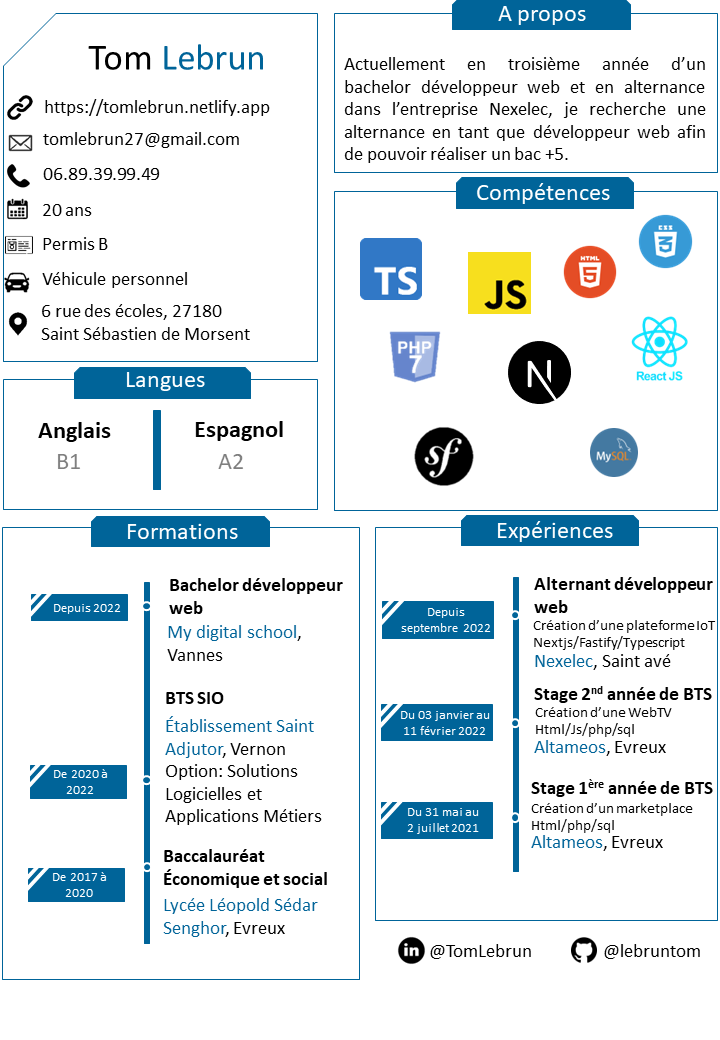 Tom Lebrun
https://tomlebrun.netlify.app
tomlebrun27@gmail.com
06.89.39.99.49
20 ans
Permis B
Véhicule personnel
6 rue des écoles, 27180
Saint Sébastien de Morsent
A propos
Actuellement en troisième année d’un
bachelor développeur web et en alternance
dans l’entreprise Nexelec, je recherche une
alternance en tant que développeur web afin
de pouvoir réaliser un bac +5.
Compétences
TS
JS
HTML
5
CSS
3
PHP
7
N
React JS
sf
MySQL
Langues
Anglais
B1
Espagnol
A2
Formations
Depuis 2022
Bachelor développeur
web
My digital school,
Vannes
De 2020 à
2022
BTS SIO
Établissement Saint
Adjutor, Vernon
Option: Solutions
Logicielles et
Applications Métiers
De 2017 à
2020
Baccalauréat
Économique et social
Lycée Léopold Sédar
Senghor, Evreux
Expériences
Depuis
septembre 2022
Alternant développeur
web
Création d’une plateforme IoT
Nextjs/Fastify/Typescript
Nexelec, Saint avé
Du 03 janvier au
11 février 2022
Stage 2nd année de BTS
Création d’une WebTV
Html/Js/php/sql
Altameos, Evreux
Du 31 mai au
2 juillet 2021
Stage 1ère année de BTS
Création d’un marketplace
Html/php/sql
Altameos, Evreux
in
@TomLebrun
@lebruntom